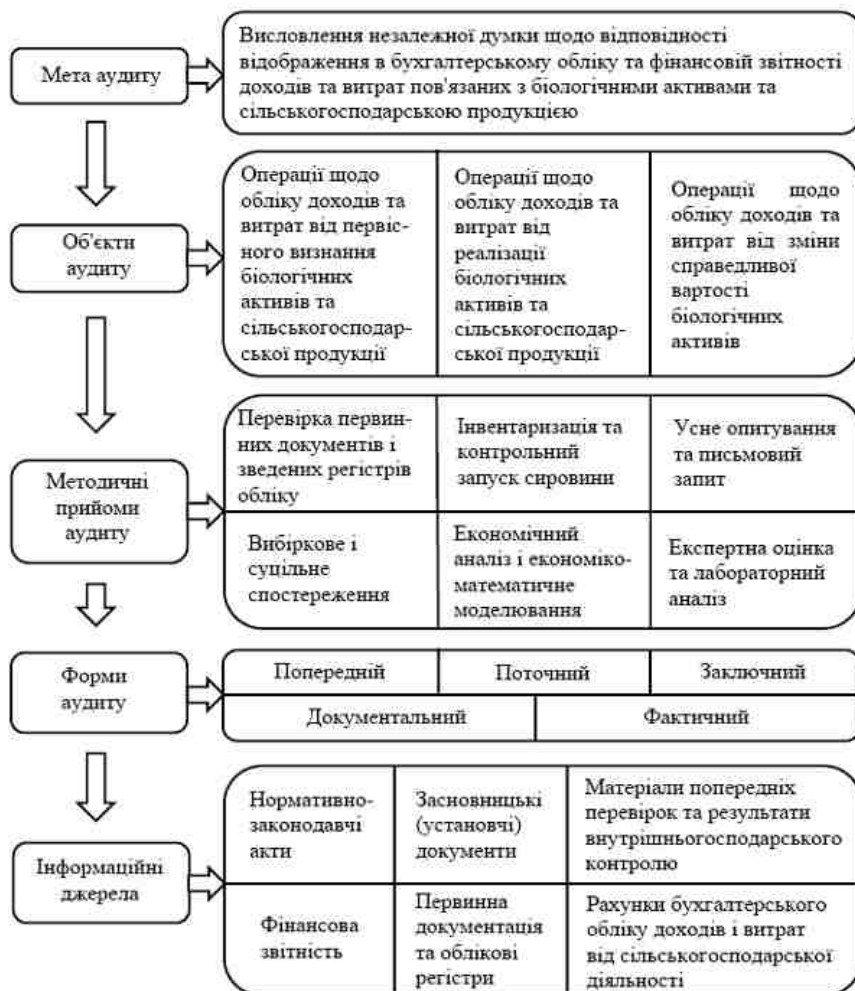 Мета аудиту
Висловлення незалежної думки щодо відповідності
відображення в бухгалтерському обліку та фінансовій звітності
доходів та витрат пов'язаних з біологічними активами та
сільськогосподарською продукцією
Об'єкти
аудиту
Операції щодо
обліку доходів та
витрат від первіс-
ного визнання
біологічних
активів та
сільськогосподар-
ської продукції
Операції щодо
обліку доходів та
витрат від
реалізації
біологічних
активів та
сільськогосподар-
ської продукції
Операції щодо
обліку доходів та
витрат від зміни
справедливої
вартості
біологічних
активів
Методичні
прийоми
аудиту
Перевірка первин-
них документів і
зведених регістрів
обліку
Інвентаризація та
контрольний
запуск сировини
Усне опитування
та письмовий
запит
Вибіркове і
суцільне
спостереження
Економічний
аналіз і економіко-
математичне
моделювання
Експертна оцінка
та лабораторний
аналіз
Форми
аудиту
Попередній
Поточний
Заключний
Документальний
Фактичний
Інформаційні
джерела
Нормативно-
законодавчі
акти
Засновницькі
(установчі)
документи
Матеріали попередніх
перевірок та результати
внутрішньогосподарського
контролю
Фінансова
звітність
Первинна
документація
та облікові
регістри
Рахунки бухгалтерського
обліку доходів і витрат
від сільськогосподарської
діяльності